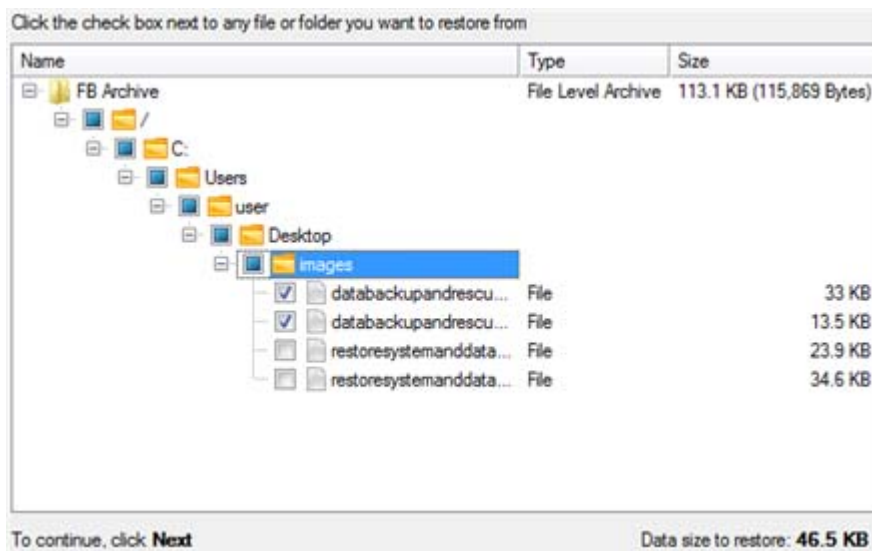 Click the check box next to any file or folder you want to restore from
Name Type Size
FB Archive File Level Archive 113.1 KB (115,869 Bytes)
/
C:
Users
user
Desktop
images
databackupandrescu... File 33 KB
databackupandrescu... File 13.5 KB
restoresystemanddata... File 23.9 KB
restoresystemanddata... File 34.6 KB
To continue, click Next Data size to restore: 46.5 KB